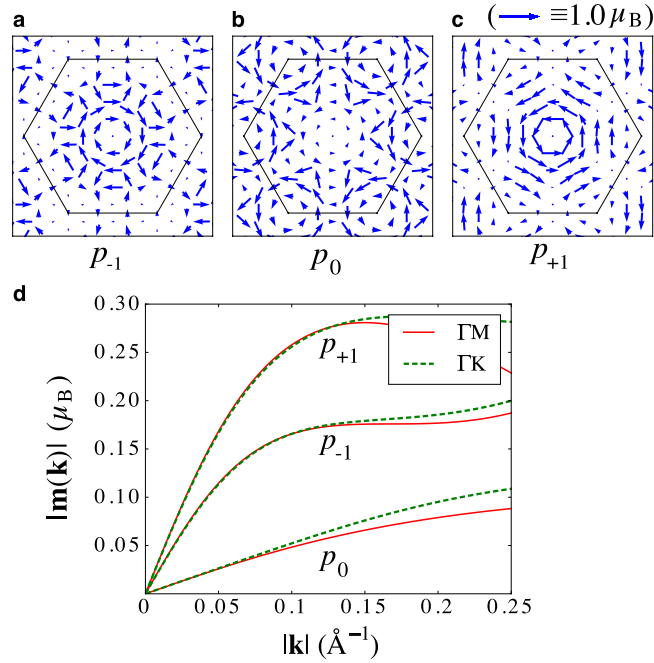 a b c (→ ≡1.0 μB)
p-1 p0 p+1
d
|m(k)| (μB)
0.30
0.25
0.20
0.15
0.10
0.05
ΓM
ΓK
p+1
p-1
p0
0 0.05 0.1 0.15 0.2 0.25
|k| (Å⁻¹)